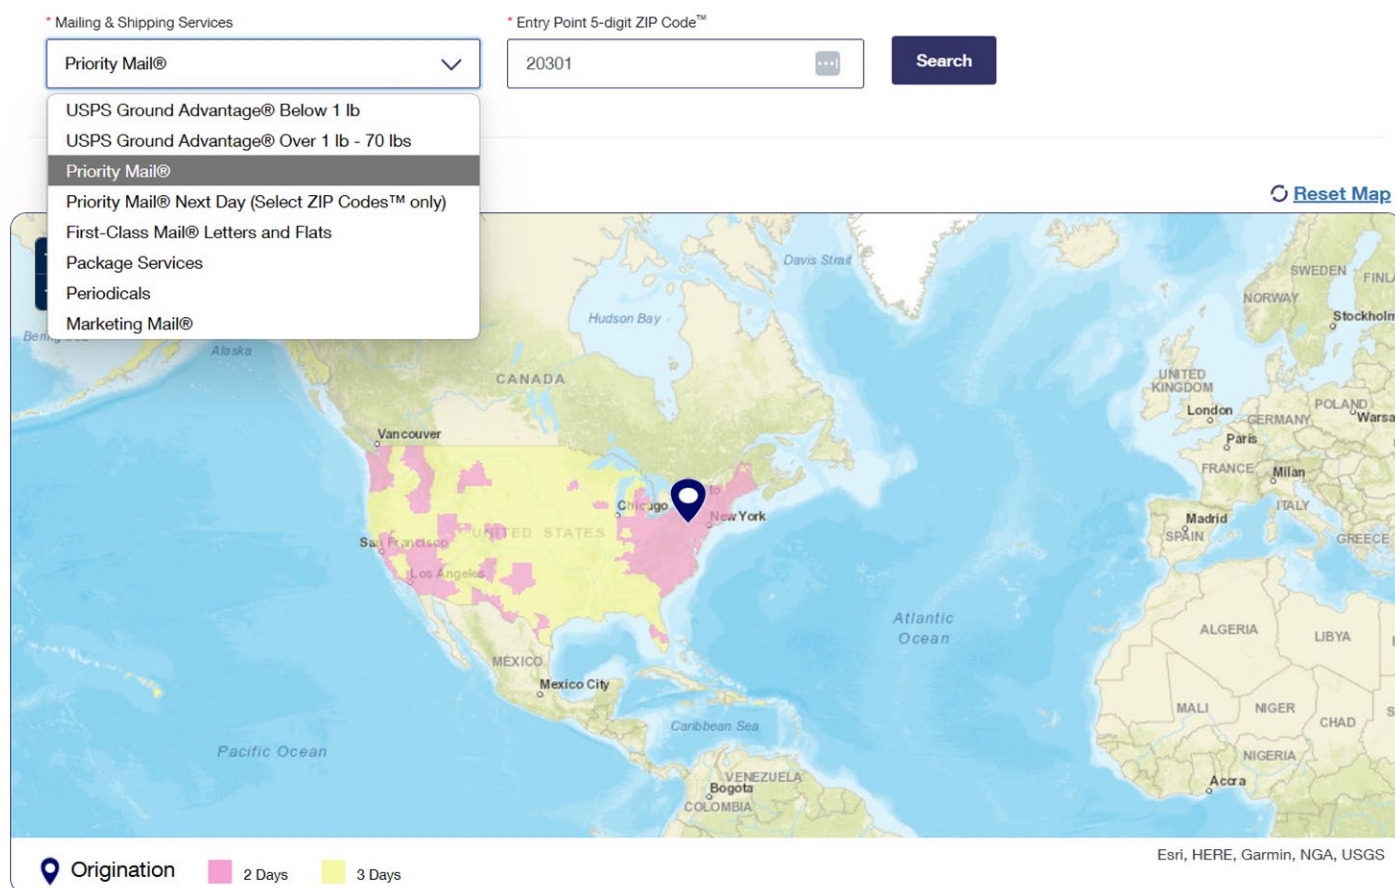 * Mailing & Shipping Services
* Entry Point 5-digit ZIP Code™
Priority Mail®
20301
Search
USPS Ground Advantage® Below 1 lb
USPS Ground Advantage® Over 1 lb - 70 lbs
Priority Mail®
Priority Mail® Next Day (Select ZIP Codes™ only)
First-Class Mail® Letters and Flats
Package Services
Periodicals
Marketing Mail®
Reset Map
Davis Strait
SWEDEN
NORWAY
Stockholm
Hudson Bay
Alaska
CANADA
UNITED
KINGDOM
London
POLAND
GERMANY
Warsa
Vancouver
Paris
FRANCE
Milan
Chicago
New York
ITALY
Madrid
SPAIN
GREECE
UNITED STATES
San Francisco
Los Angeles
Atlantic
Ocean
ALGERIA
LIBYA
MÉXICO
Mexico City
MALI
NIGER
CHAD
Caribbean Sea
Pacific Ocean
NIGERIA
VENEZUELA
Bogota
Accra
COLOMBIA
Esri, HERE, Garmin, NGA, USGS
Origination
2 Days
3 Days